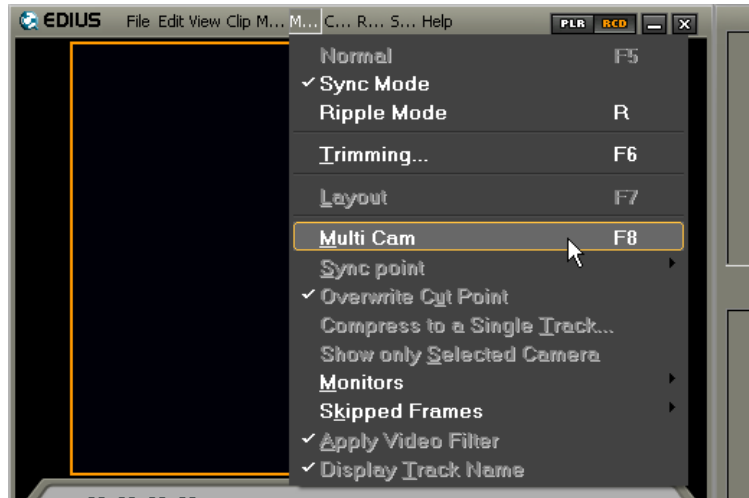 EDIUS File Edit View Clip M... M... C... R... S... Help PLR RCD
Normal F5
Sync Mode
Ripple Mode R
Trimming... F6
Layout F7
Multi Cam F8
Sync point
Overwrite Cut Point
Compress to a Single Track...
Show only Selected Camera
Monitors
Skipped Frames
Apply Video Filter
Display Track Name